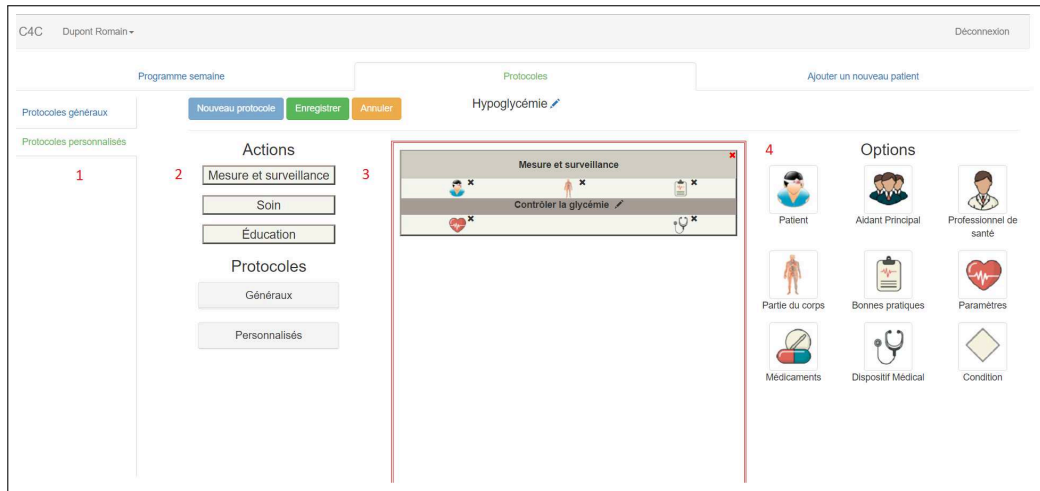 C4C Dupont Romain Déconnexion
Programme semaine Protocoles Ajouter un nouveau patient
Protocoles généraux
Protocoles personnalisés
1
Nouveau protocole Enregistrer Annuler
Hypoglycémie
Actions
2 Mesure et surveillance 3
Soin
Éducation
Protocoles
Généraux
Personnalisés
Mesure et surveillance
Contrôler la glycémie
4 Options
Patient Aidant Principal Professionnel de
santé
Partie du corps Bonnes pratiques Paramètres
Médicaments Dispositif Médical Condition